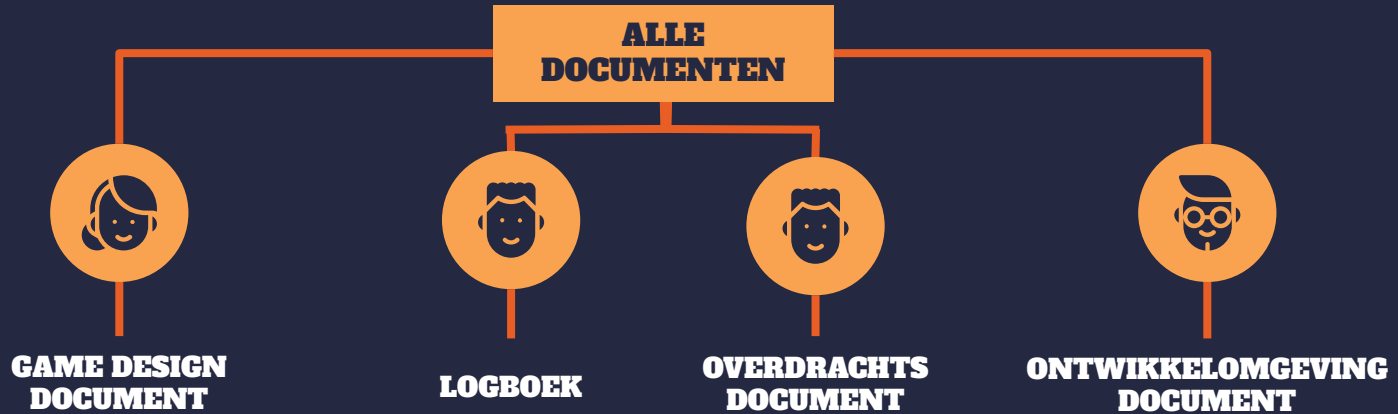 ALLE
DOCUMENTEN
GAME DESIGN
DOCUMENT
LOGBOEK
OVERDRACHTS
DOCUMENT
ONTWIKKELOMGEVING
DOCUMENT